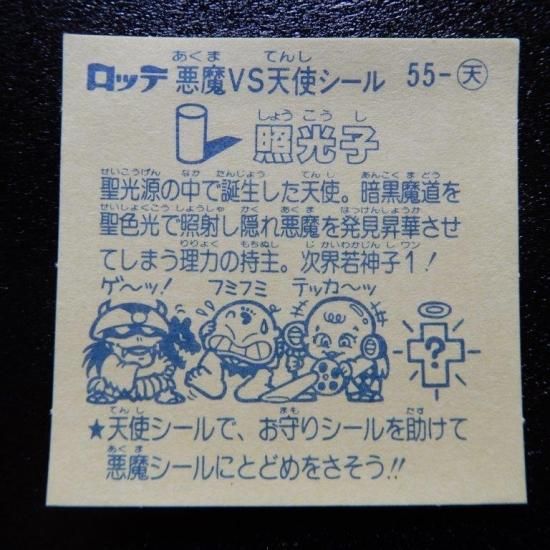 ロッテ 悪魔VS天使シール 55-天
あくま てんし
しょうこうし
照光子
せいこうげん なか たんじょう てんし あんこくまどう
聖光源の中で誕生した天使。暗黒魔道を
せいしょくこう しょうしゃ かく あくま はっけんしょうか
聖色光で照射し隠れ悪魔を発見昇華させ
りりょく もちぬし じかいわかじんしワン
てしまう理力の持主。次界若神子1!
ゲ〜ッ! フミフミ テッカ〜ッ
?
てんし まも たす
★天使シールで、お守りシールを助けて
あくま
悪魔シールにとどめをさそう!!